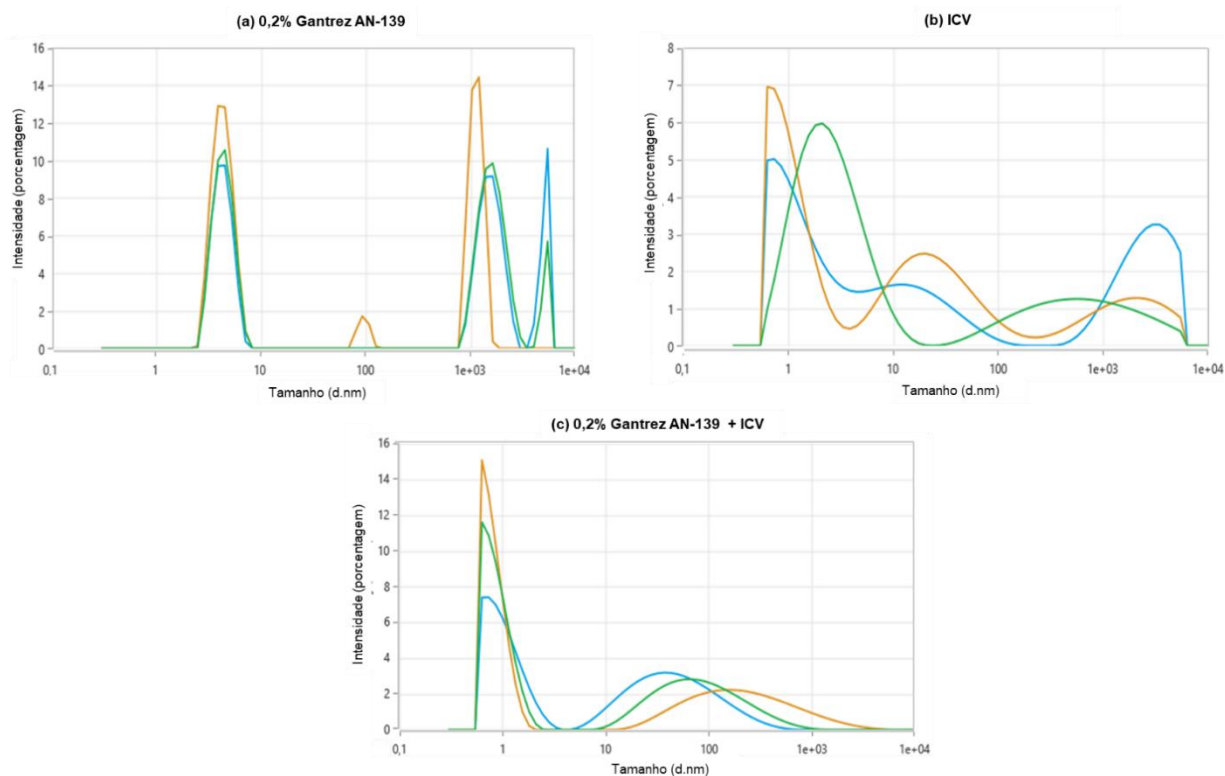 (a) 0,2% Gantrez AN-139
Intensidade (porcentagem)
16
14
12
10
8
6
4
2
0
0,1
1
10
100
1e+03
1e+04
Tamanho (d.nm)
(b) ICV
Intensidade (porcentagem)
8
7
6
5
4
3
2
1
0
0,1
1
10
100
1e+03
1e+04
Tamanho (d.nm)
(c) 0,2% Gantrez AN-139 + ICV
Intensidade (porcentagem)
16
14
12
10
8
6
4
2
0
0,1
1
10
100
1e+03
1e+04
Tamanho (d.nm)